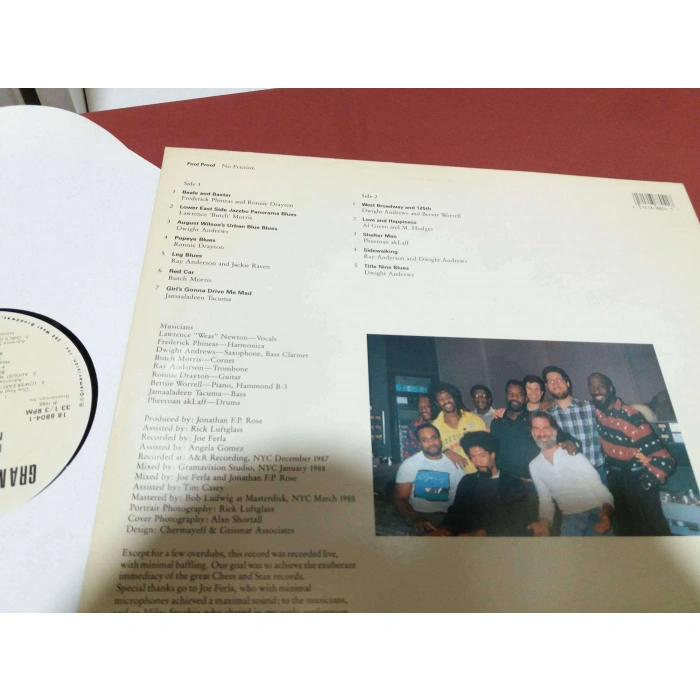 Fool Proof No Friction
Side 1
1 Beale and Baxter
Frederick Phineas and Ronnie Drayton
2 Lower East Side Jazzbo Panorama Blues
Lawrence 'Butch' Morris
3 August Wilson's Urban Blue Blues
Dwight Andrews
4 Popeye Blues
Ronnie Drayton
5 Leg Blues
Ray Anderson and Jackie Raven
6 Red Car
Butch Morris
7 Girl's Gonna Drive Me Mad
Jamaaladeen Tacuma
Side 2
1 West Broadway and 125th
Dwight Andrews and Bernie Worrell
2 Love and Happiness
Al Green and M. Hodges
3 Shelter Man
Pheeroan akLaff
4 Sidewalking
Ray Anderson and Dwight Andrews
5 Title Nine Blues
Dwight Andrews
Musicians
Lawrence "Weas" Newton—Vocals
Frederick Phineas—Harmonica
Dwight Andrews—Saxophone, Bass Clarinet
Butch Morris—Cornet
Ray Anderson—Trombone
Ronnie Drayton—Guitar
Bernie Worrell—Piano, Hammond B-3
Jamaaladeen Tacuma—Bass
Pheeroan akLaff—Drums
Produced by: Jonathan F.P. Rose
Assisted by: Rick Luftglass
Recorded by: Joe Ferla
Assisted by: Angela Gomez
Recorded at: A&R Recording, NYC December 1987
Mixed by: Gramavision Studio, NYC January 1988
Mixed by: Joe Ferla and Jonathan F.P. Rose
Assisted by: Tim Casey
Mastered by: Bob Ludwig at Masterdisk, NYC March 1988
Portrait Photography: Rick Luftglass
Cover Photography: Alan Shortall
Design: Chermayeff & Geismar Associates
Except for a few overdubs, this record was recorded live,
with minimal baffling. Our goal was to achieve the exuberant
immediacy of the great Chess and Stax records.
Special thanks go to Joe Ferla, who with minimal
microphones achieved a maximal sound; to the musicians,
GRAM
18 8804-1
33 1/3 RPM